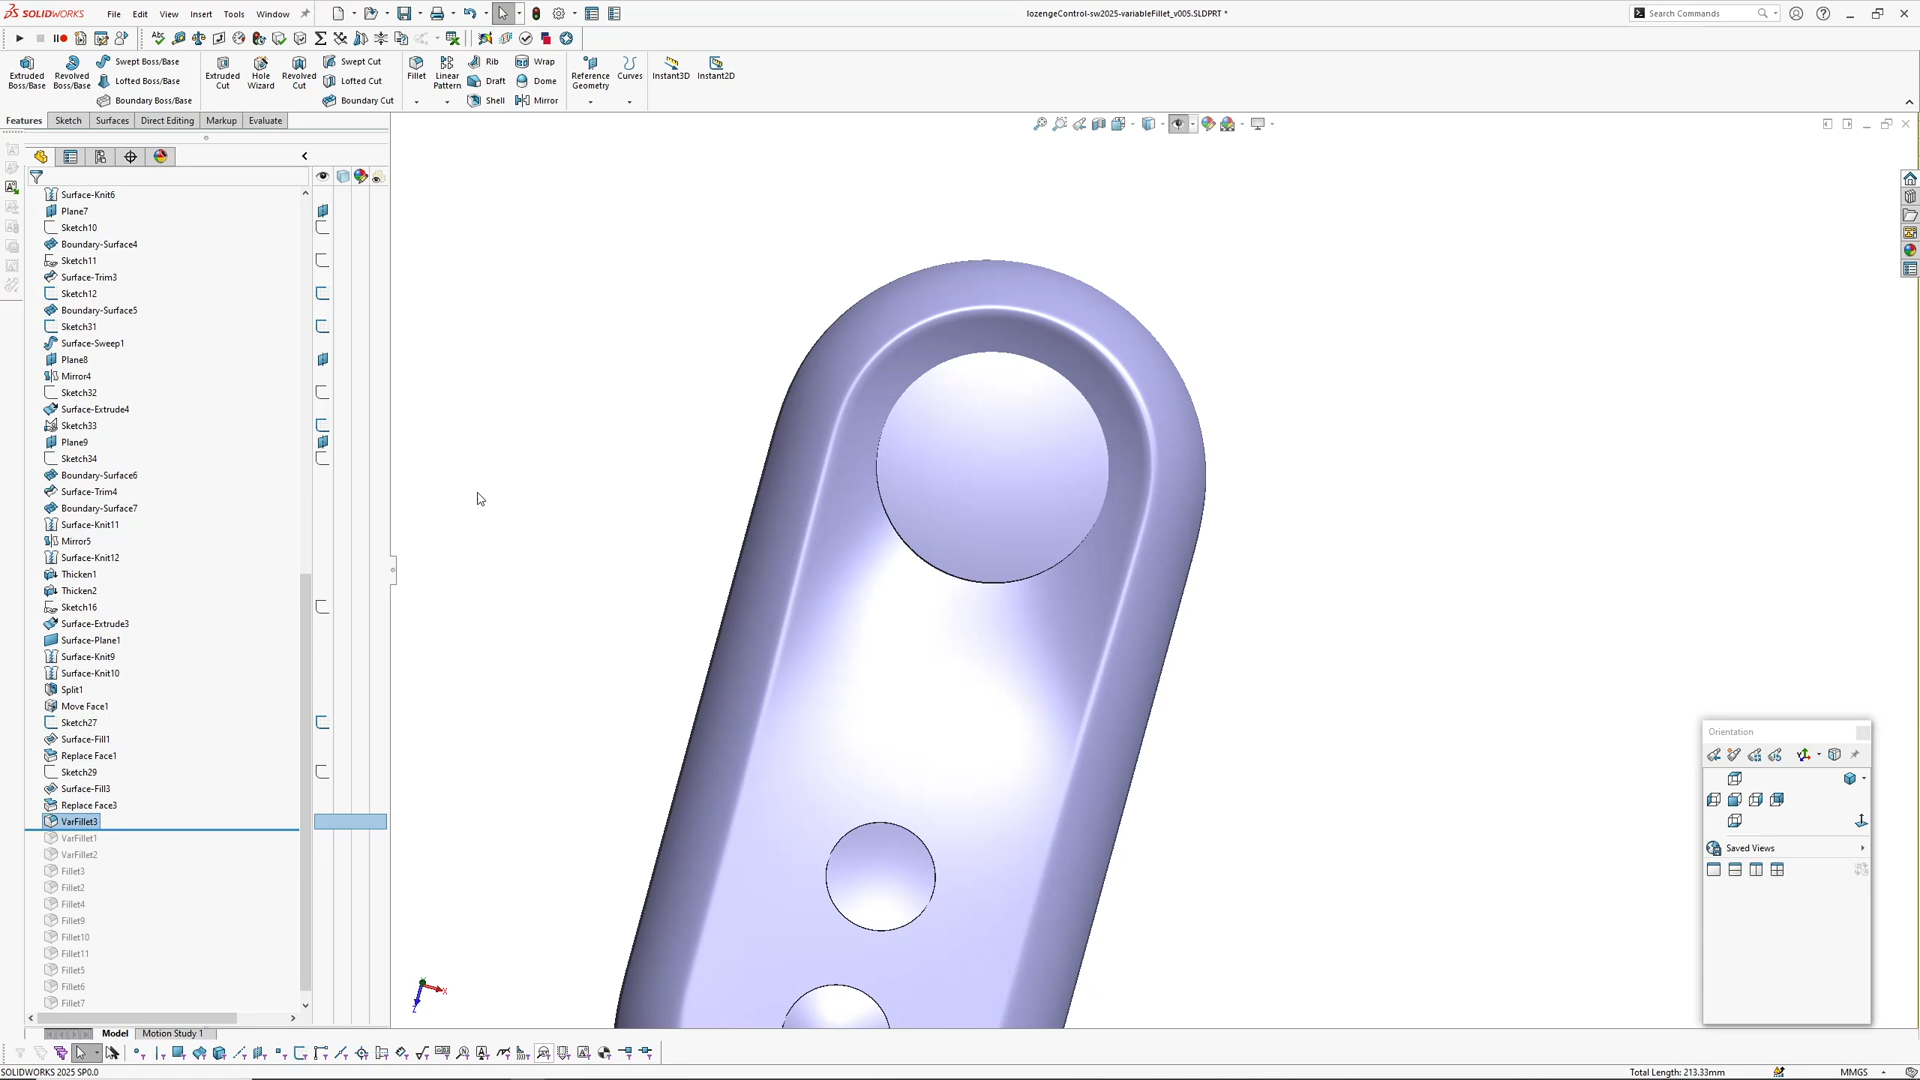 SOLIDWORKS
File
Edit
View
Insert
Tools
Window
lozengeControl-sw2025-variableFillet_v005.SLDPRT *
Search Commands
Extruded Boss/Base
Revolved Boss/Base
Swept Boss/Base
Lofted Boss/Base
Boundary Boss/Base
Extruded Cut
Hole Wizard
Revolved Cut
Swept Cut
Lofted Cut
Boundary Cut
Fillet
Linear Pattern
Rib
Draft
Shell
Wrap
Dome
Mirror
Reference Geometry
Curves
Instant3D
Instant2D
Features
Sketch
Surfaces
Direct Editing
Markup
Evaluate
Surface-Knit6
Plane7
Sketch10
Boundary-Surface4
Sketch11
Surface-Trim3
Sketch12
Boundary-Surface5
Sketch31
Surface-Sweep1
Plane8
Mirror4
Sketch32
Surface-Extrude4
Sketch33
Plane9
Sketch34
Boundary-Surface6
Surface-Trim4
Boundary-Surface7
Surface-Knit11
Mirror5
Surface-Knit12
Thicken1
Thicken2
Sketch16
Surface-Extrude3
Surface-Plane1
Surface-Knit9
Surface-Knit10
Split1
Move Face1
Sketch27
Surface-Fill1
Replace Face1
Sketch29
Surface-Fill3
Replace Face3
VarFillet3
VarFillet1
VarFillet2
Fillet3
Fillet2
Fillet4
Fillet9
Fillet10
Fillet11
Fillet5
Fillet6
Fillet7
Orientation
Saved Views
Model
Motion Study 1
SOLIDWORKS 2025 SP0.0
Total Length: 213.33mm
MMGS